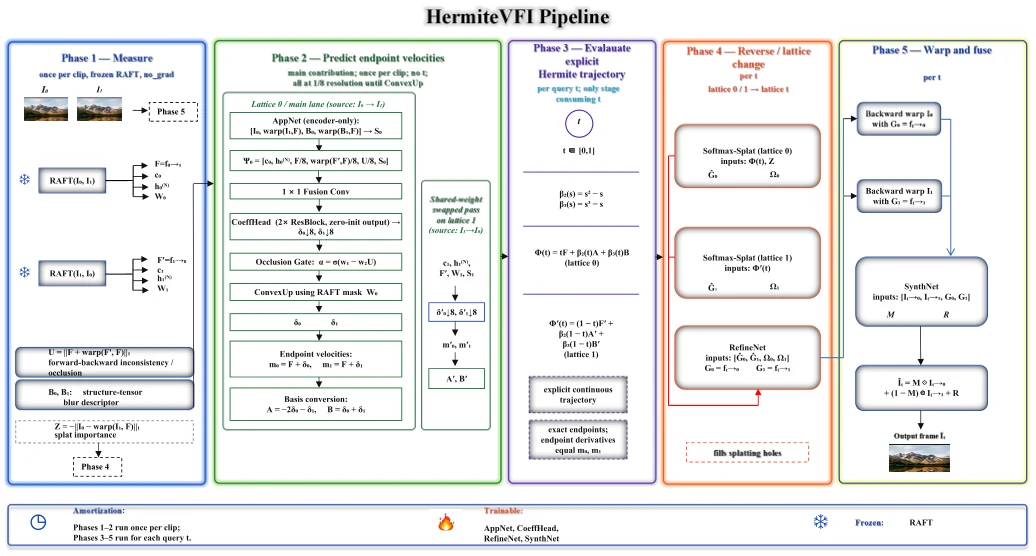 HermiteVFI Pipeline
Phase 1 — Measure
once per clip, frozen RAFT, no_grad
I₀ I₁
Phase 5
RAFT(I₀, I₁)
F=f₀→₁
c₀
h₀⁽ᴺ⁾
W₀
RAFT(I₁, I₀)
F′=f₁→₀
c₁
h₁⁽ᴺ⁾
W₁
U = ||F + warp(F′, F)||₁
forward-backward inconsistency /
occlusion
B₀, B₁: structure-tensor
blur descriptor
Z = −||I₀ − warp(I₁, F)||₁
splat importance
Phase 4
Phase 2 — Predict endpoint velocities
main contribution; once per clip; no t;
all at 1/8 resolution until ConvexUp
Lattice 0 / main lane (source: I₀ → I₁)
AppNet (encoder-only):
[I₀, warp(I₁,F), B₀, warp(B₁,F)] → S₀
Ψ₀ = [c₀, h₀⁽ᴺ⁾, F/8, warp(F′,F)/8, U/8, S₀]
1 × 1 Fusion Conv
CoeffHead (2× ResBlock, zero-init output) →
δ₀↓8, δ₁↓8
Occlusion Gate: α = σ(w₁ − w₂U)
ConvexUp using RAFT mask W₀
δ₀ δ₁
Endpoint velocities:
m₀ = F + δ₀, m₁ = F + δ₁
Basis conversion:
A = −2δ₀ − δ₁, B = δ₀ + δ₁
Shared-weight
swapped pass
on lattice 1
(source: I₁→I₀)
c₁, h₁⁽ᴺ⁾,
F′, W₁, S₁
δ′₀↓8, δ′₁↓8
m′₀, m′₁
A′, B′
Phase 3 — Evaluate
explicit
Hermite trajectory
per query t; only stage
consuming t
t
t ∈ [0,1]
β₂(s) = s² − s
β₃(s) = s³ − s
Φ(t) = tF + β₂(t)A + β₃(t)B
(lattice 0)
Φ′(t) = (1 − t)F′ +
β₂(1 − t)A′ +
β₃(1 − t)B′
(lattice 1)
explicit continuous
trajectory
exact endpoints;
endpoint derivatives
equal m₀, m₁
Phase 4 — Reverse / lattice
change
per t
lattice 0 / 1 → lattice t
Softmax-Splat (lattice 0)
inputs: Φ(t), Z
Ĝ₀ Ω₀
Softmax-Splat (lattice 1)
inputs: Φ′(t)
Ĝ₁ Ω₁
RefineNet
inputs: [Ĝ₀, Ĝ₁, Ω₀, Ω₁]
G₀ = fₜ→₀ G₁ = fₜ→₁
fills splatting holes
Phase 5 — Warp and fuse
per t
Backward warp I₀
with G₀ = fₜ→₀
Backward warp I₁
with G₁ = fₜ→₁
SynthNet
inputs: [Iₜ→₀, Iₜ→₁, G₀, G₁]
M R
Îₜ = M ⊙ Iₜ→₀
+ (1 − M) ⊙ Iₜ→₁ + R
Output frame Îₜ
Amortization:
Phases 1–2 run once per clip;
Phases 3–5 run for each query t.
Trainable:
AppNet, CoeffHead,
RefineNet, SynthNet
Frozen: RAFT